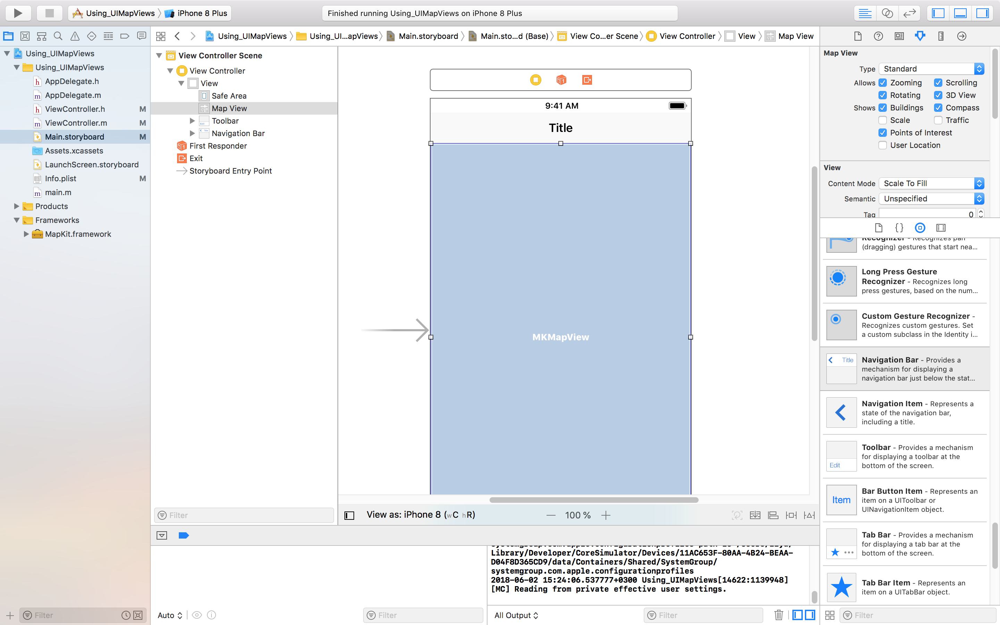 Using_UIMapViews
iPhone 8 Plus
Finished running Using_UIMapViews on iPhone 8 Plus
Using_UIMapViews
Using_UI...apViews
Main.storyboard
Main.sto...d (Base)
View Co...er Scene
View Controller
View
Map View
Using_UIMapViews
Using_UIMapViews
AppDelegate.h
AppDelegate.m
ViewController.h M
ViewController.m M
Main.storyboard M
Assets.xcassets
LaunchScreen.storyboard
Info.plist M
main.m
Products
Frameworks
MapKit.framework
Filter
View Controller Scene
View Controller
View
Safe Area
Map View
Toolbar
Navigation Bar
First Responder
Exit
Storyboard Entry Point
Filter
9:41 AM
Title
MKMapView
View as: iPhone 8 (wC hR)
100 %
Auto
Filter
Library/Developer/CoreSimulator/Devices/11AC653F-80AA-4B24-BEAA-
D04F8D365CD9/data/Containers/Shared/SystemGroup/
systemgroup.com.apple.configurationprofiles
2018-06-02 15:24:06.537777+0300 Using_UIMapViews[14622:1139948]
[MC] Reading from private effective user settings.
All Output
Filter
Map View
Type Standard
Allows Zooming Scrolling
Rotating 3D View
Shows Buildings Compass
Scale Traffic
Points of Interest
User Location
View
Content Mode Scale To Fill
Semantic Unspecified
Tag 0
Recognizer - Recognizes pan
(dragging) gestures that start nea...
Long Press Gesture
Recognizer - Recognizes long
press gestures, based on the num...
Custom Gesture Recognizer -
Recognizes custom gestures. Set
a custom subclass in the Identity i...
Title
Navigation Bar - Provides a
mechanism for displaying a
navigation bar just below the stat...
Navigation Item - Represents a
state of the navigation bar,
including a title.
Edit
Toolbar - Provides a mechanism
for displaying a toolbar at the
bottom of the screen.
Item
Bar Button Item - Represents an
item on a UIToolbar or
UINavigationItem object.
Tab Bar - Provides a mechanism
for displaying a tab bar at the
bottom of the screen.
Tab Bar Item - Represents an
item on a UITabBar object.
Filter